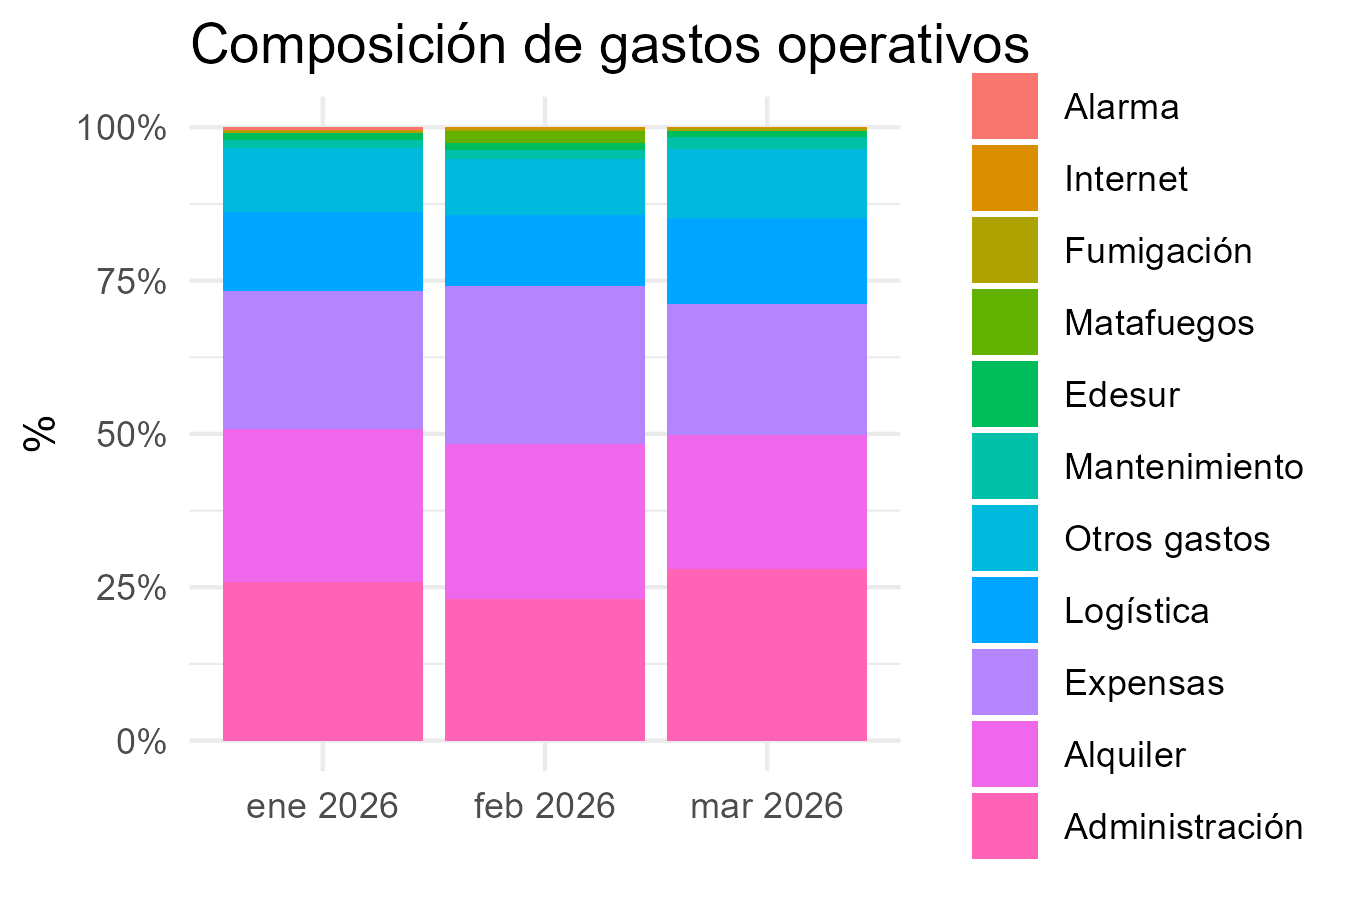 Composición de gastos operativos
100%
75%
50%
25%
0%
%
ene 2026
feb 2026
mar 2026
Alarma
Internet
Fumigación
Matafuegos
Edesur
Mantenimiento
Otros gastos
Logística
Expensas
Alquiler
Administración